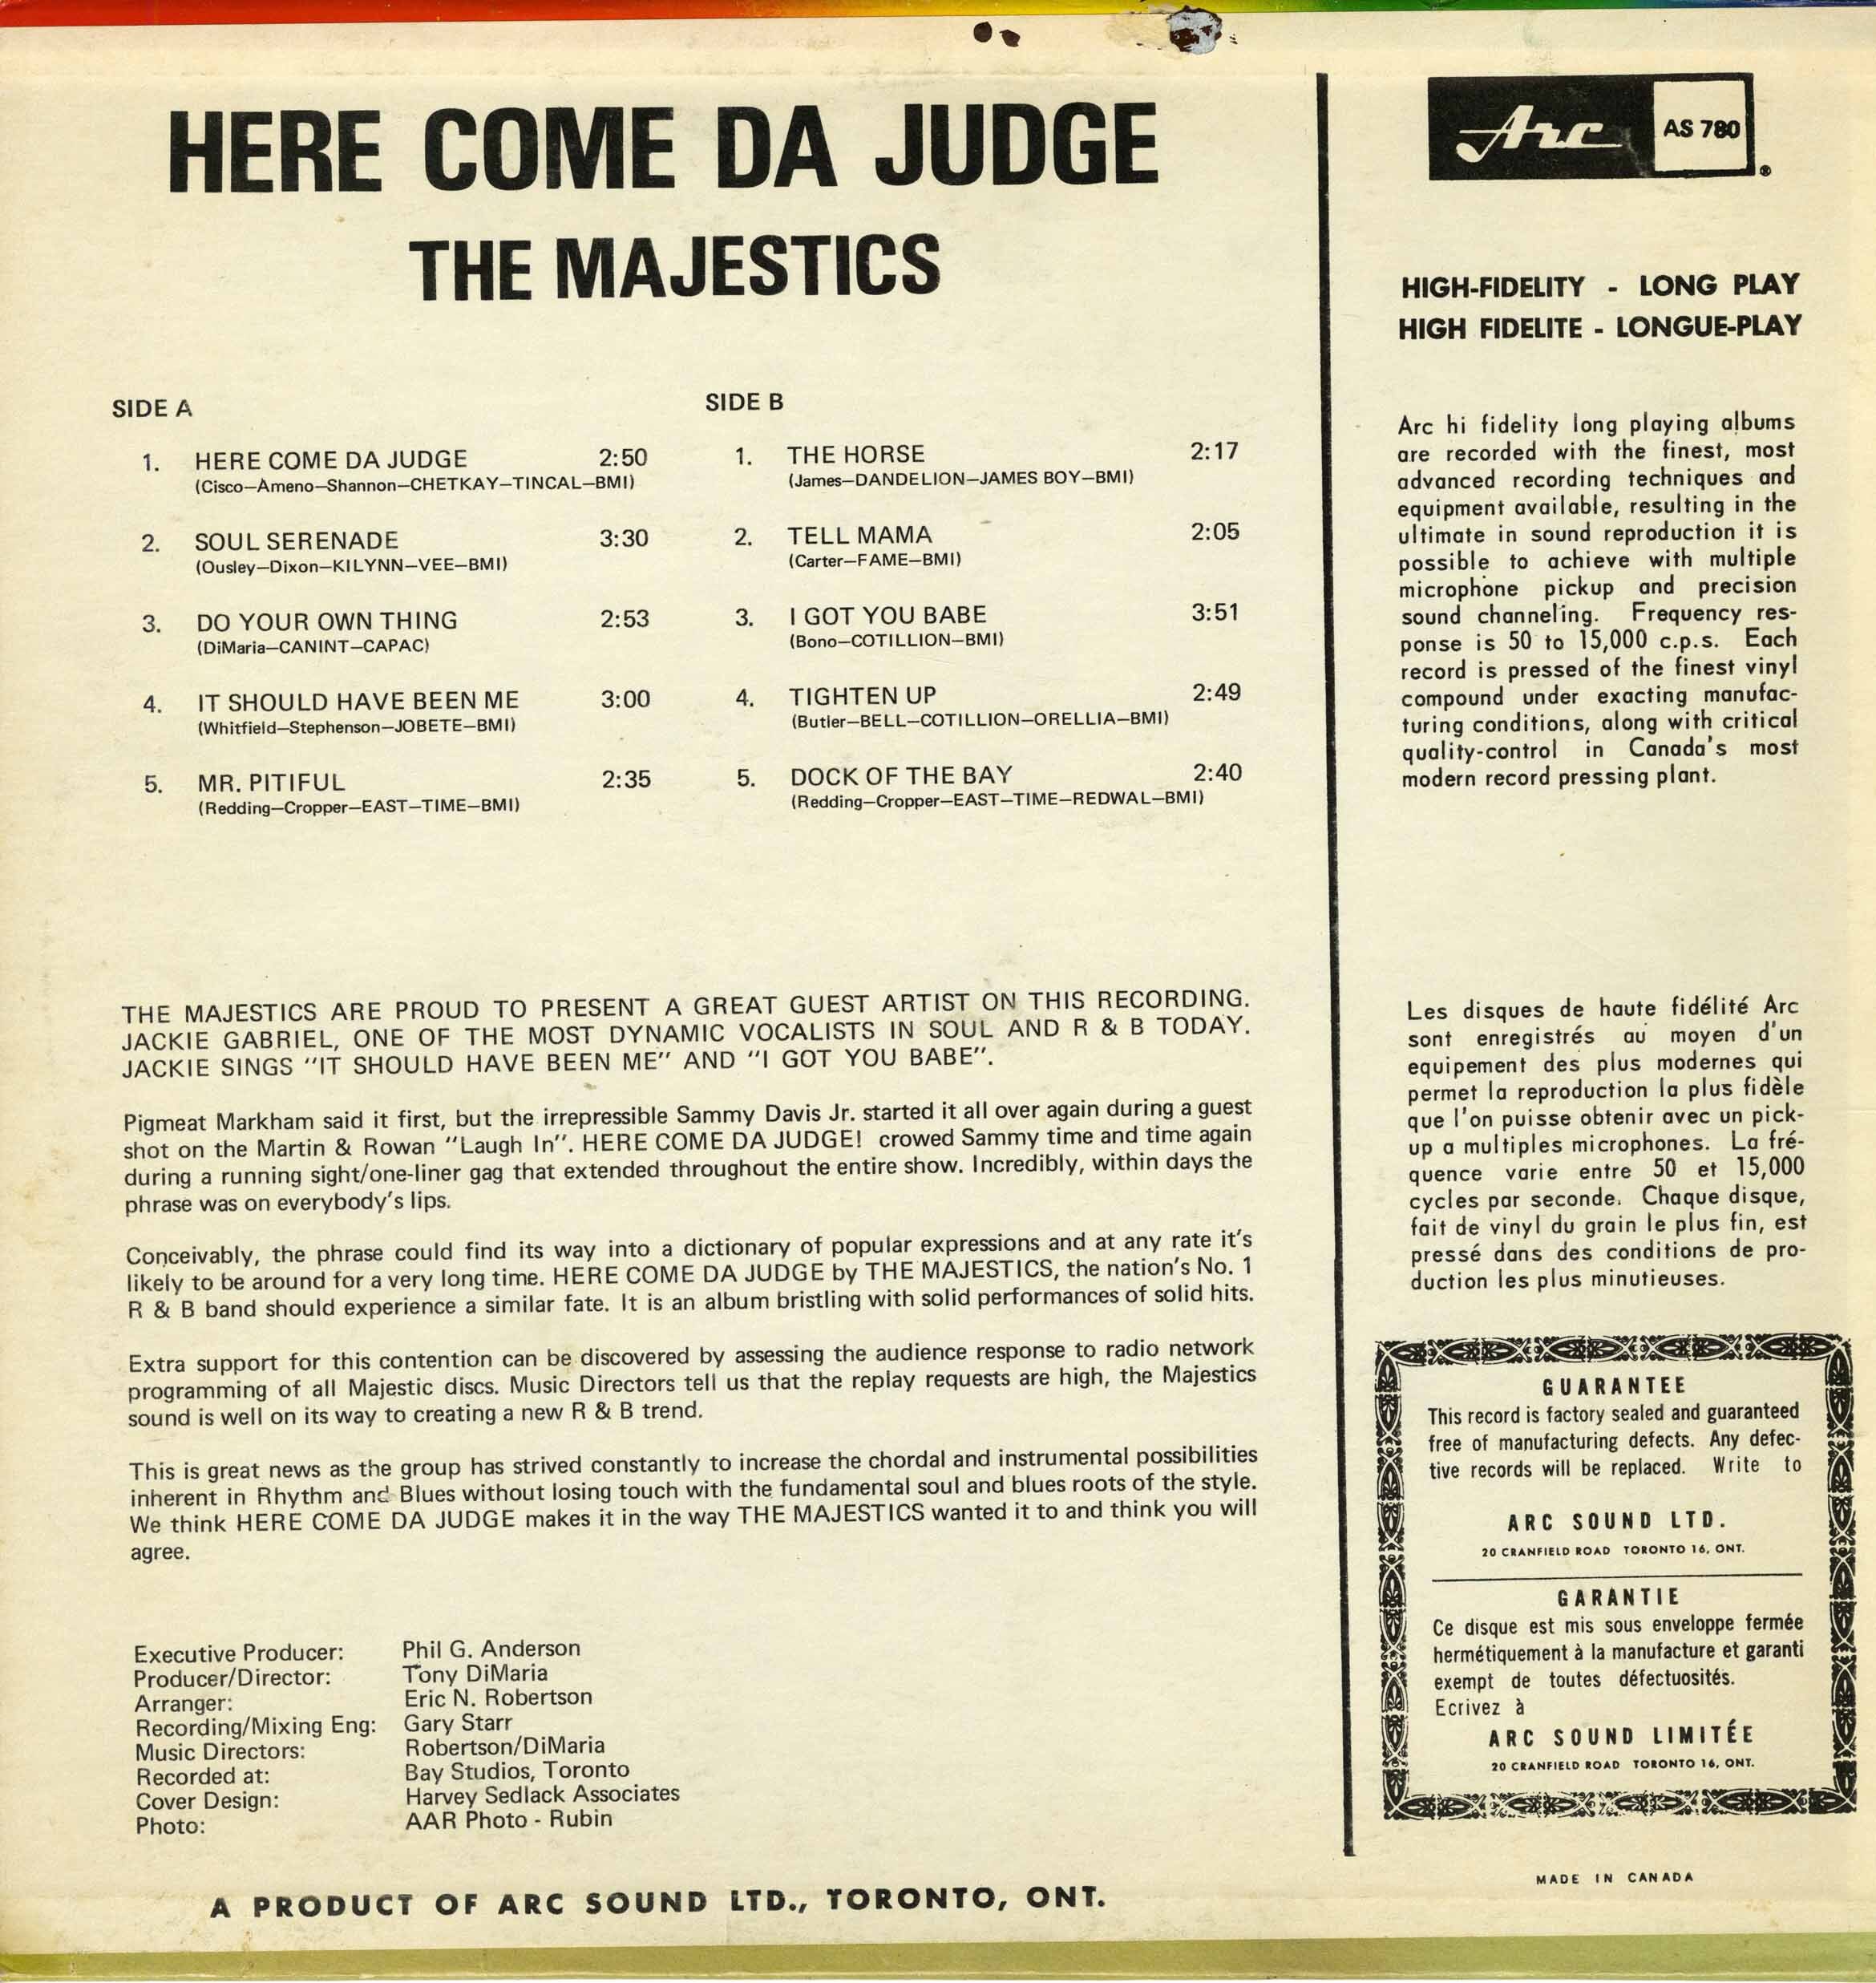 HERE COME DA JUDGE
THE MAJESTICS
SIDE A
1. HERE COME DA JUDGE 2:50
(Cisco—Ameno—Shannon—CHETKAY—TINCAL—BMI)
2. SOUL SERENADE 3:30
(Ousley—Dixon—KILYNN—VEE—BMI)
3. DO YOUR OWN THING 2:53
(DiMaria—CANINT—CAPAC)
4. IT SHOULD HAVE BEEN ME 3:00
(Whitfield—Stephenson—JOBETE—BMI)
5. MR. PITIFUL 2:35
(Redding—Cropper—EAST—TIME—BMI)
SIDE B
1. THE HORSE 2:17
(James—DANDELION—JAMES BOY—BMI)
2. TELL MAMA 2:05
(Carter—FAME—BMI)
3. I GOT YOU BABE 3:51
(Bono—COTILLION—BMI)
4. TIGHTEN UP 2:49
(Butler—BELL—COTILLION—ORELLIA—BMI)
5. DOCK OF THE BAY 2:40
(Redding—Cropper—EAST—TIME—REDWAL—BMI)
THE MAJESTICS ARE PROUD TO PRESENT A GREAT GUEST ARTIST ON THIS RECORDING.
JACKIE GABRIEL, ONE OF THE MOST DYNAMIC VOCALISTS IN SOUL AND R & B TODAY.
JACKIE SINGS "IT SHOULD HAVE BEEN ME" AND "I GOT YOU BABE".
Pigmeat Markham said it first, but the irrepressible Sammy Davis Jr. started it all over again during a guest
shot on the Martin & Rowan "Laugh In". HERE COME DA JUDGE! crowed Sammy time and time again
during a running sight/one-liner gag that extended throughout the entire show. Incredibly, within days the
phrase was on everybody's lips.
Conceivably, the phrase could find its way into a dictionary of popular expressions and at any rate it's
likely to be around for a very long time. HERE COME DA JUDGE by THE MAJESTICS, the nation's No. 1
R & B band should experience a similar fate. It is an album bristling with solid performances of solid hits.
Extra support for this contention can be discovered by assessing the audience response to radio network
programming of all Majestic discs. Music Directors tell us that the replay requests are high, the Majestics
sound is well on its way to creating a new R & B trend.
This is great news as the group has strived constantly to increase the chordal and instrumental possibilities
inherent in Rhythm and Blues without losing touch with the fundamental soul and blues roots of the style.
We think HERE COME DA JUDGE makes it in the way THE MAJESTICS wanted it to and think you will
agree.
Executive Producer: Phil G. Anderson
Producer/Director: Tony DiMaria
Arranger: Eric N. Robertson
Recording/Mixing Eng: Gary Starr
Music Directors: Robertson/DiMaria
Recorded at: Bay Studios, Toronto
Cover Design: Harvey Sedlack Associates
Photo: AAR Photo - Rubin
A PRODUCT OF ARC SOUND LTD., TORONTO, ONT.
Arc AS 780 ®
HIGH-FIDELITY - LONG PLAY
HIGH FIDELITE - LONGUE-PLAY
Arc hi fidelity long playing albums
are recorded with the finest, most
advanced recording techniques and
equipment available, resulting in the
ultimate in sound reproduction it is
possible to achieve with multiple
microphone pickup and precision
sound channeling. Frequency res-
ponse is 50 to 15,000 c.p.s. Each
record is pressed of the finest vinyl
compound under exacting manufac-
turing conditions, along with critical
quality-control in Canada's most
modern record pressing plant.
Les disques de haute fidélité Arc
sont enregistrés au moyen d'un
equipement des plus modernes qui
permet la reproduction la plus fidèle
que l'on puisse obtenir avec un pick-
up a multiples microphones. La fré-
quence varie entre 50 et 15,000
cycles par seconde. Chaque disque,
fait de vinyl du grain le plus fin, est
pressé dans des conditions de pro-
duction les plus minutieuses.
GUARANTEE
This record is factory sealed and guaranteed
free of manufacturing defects. Any defec-
tive records will be replaced. Write to
ARC SOUND LTD.
20 CRANFIELD ROAD TORONTO 16, ONT.
GARANTIE
Ce disque est mis sous enveloppe fermée
hermétiquement à la manufacture et garanti
exempt de toutes défectuosités.
Ecrivez à
ARC SOUND LIMITÉE
20 CRANFIELD ROAD TORONTO 16, ONT.
MADE IN CANADA